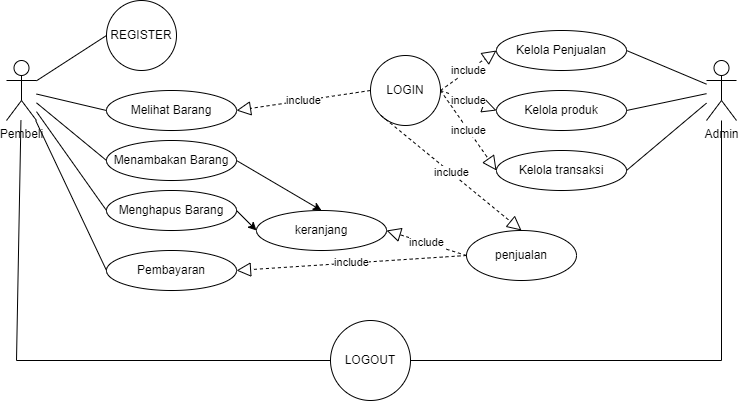 REGISTER
Kelola Penjualan
include
LOGIN
Melihat Barang
include
include
Kelola produk
Pembeli
include
Admin
Menambakan Barang
include
Kelola transaksi
Menghapus Barang
keranjang
include
penjualan
Pembayaran
include
LOGOUT